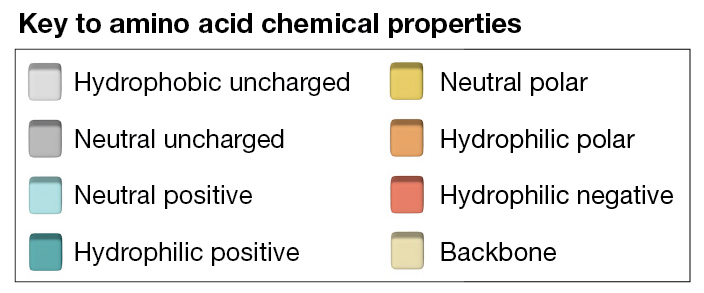 Key to amino acid chemical properties
Hydrophobic uncharged
Neutral uncharged
Neutral positive
Hydrophilic positive
Neutral polar
Hydrophilic polar
Hydrophilic negative
Backbone